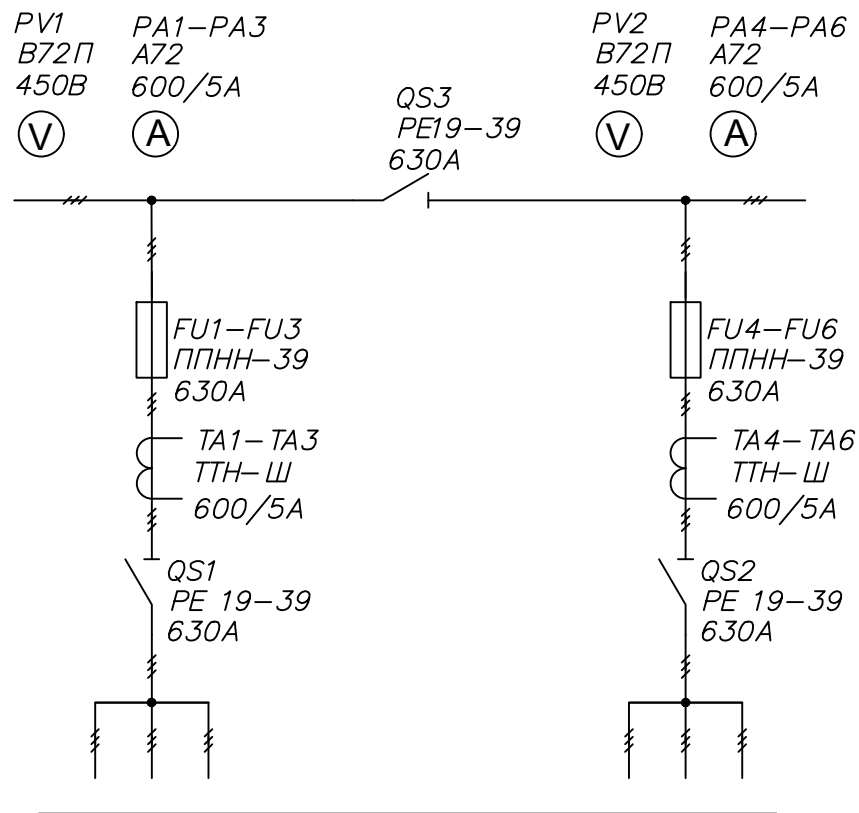 PV1
В72П
450В
V
PA1-PA3
А72
600/5А
A
QS3
РЕ19-39
630А
PV2
В72П
450В
V
PA4-PA6
А72
600/5А
A
FU1-FU3
ППНН-39
630А
FU4-FU6
ППНН-39
630А
TA1-TA3
ТТН-Ш
600/5А
TA4-TA6
ТТН-Ш
600/5А
QS1
РЕ 19-39
630А
QS2
РЕ 19-39
630А